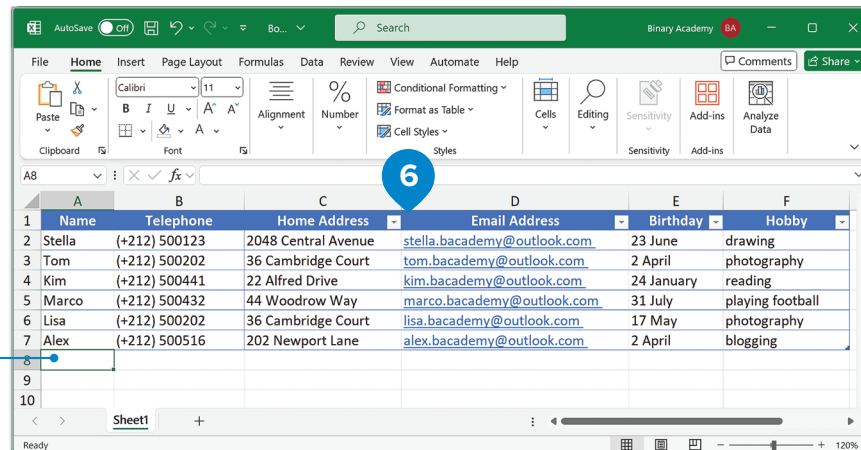 AutoSave Off Bo... Search Binary Academy BA
File Home Insert Page Layout Formulas Data Review View Automate Help Comments Share
Paste
Clipboard
Calibri 11
B I U A A
A
Font
Alignment
Number
%
Conditional Formatting
Format as Table
Cell Styles
Styles
Cells
Editing
Sensitivity
Sensitivity
Add-ins
Add-ins
Analyze
Data
A8 fx
6
A B C D E F
1 Name Telephone Home Address Email Address Birthday Hobby
2 Stella (+212) 500123 2048 Central Avenue stella.bacademy@outlook.com 23 June drawing
3 Tom (+212) 500202 36 Cambridge Court tom.bacademy@outlook.com 2 April photography
4 Kim (+212) 500441 22 Alfred Drive kim.bacademy@outlook.com 24 January reading
5 Marco (+212) 500432 44 Woodrow Way marco.bacademy@outlook.com 31 July playing football
6 Lisa (+212) 500202 36 Cambridge Court lisa.bacademy@outlook.com 17 May photography
7 Alex (+212) 500516 202 Newport Lane alex.bacademy@outlook.com 2 April blogging
8
9
10
Sheet1
Ready 120%